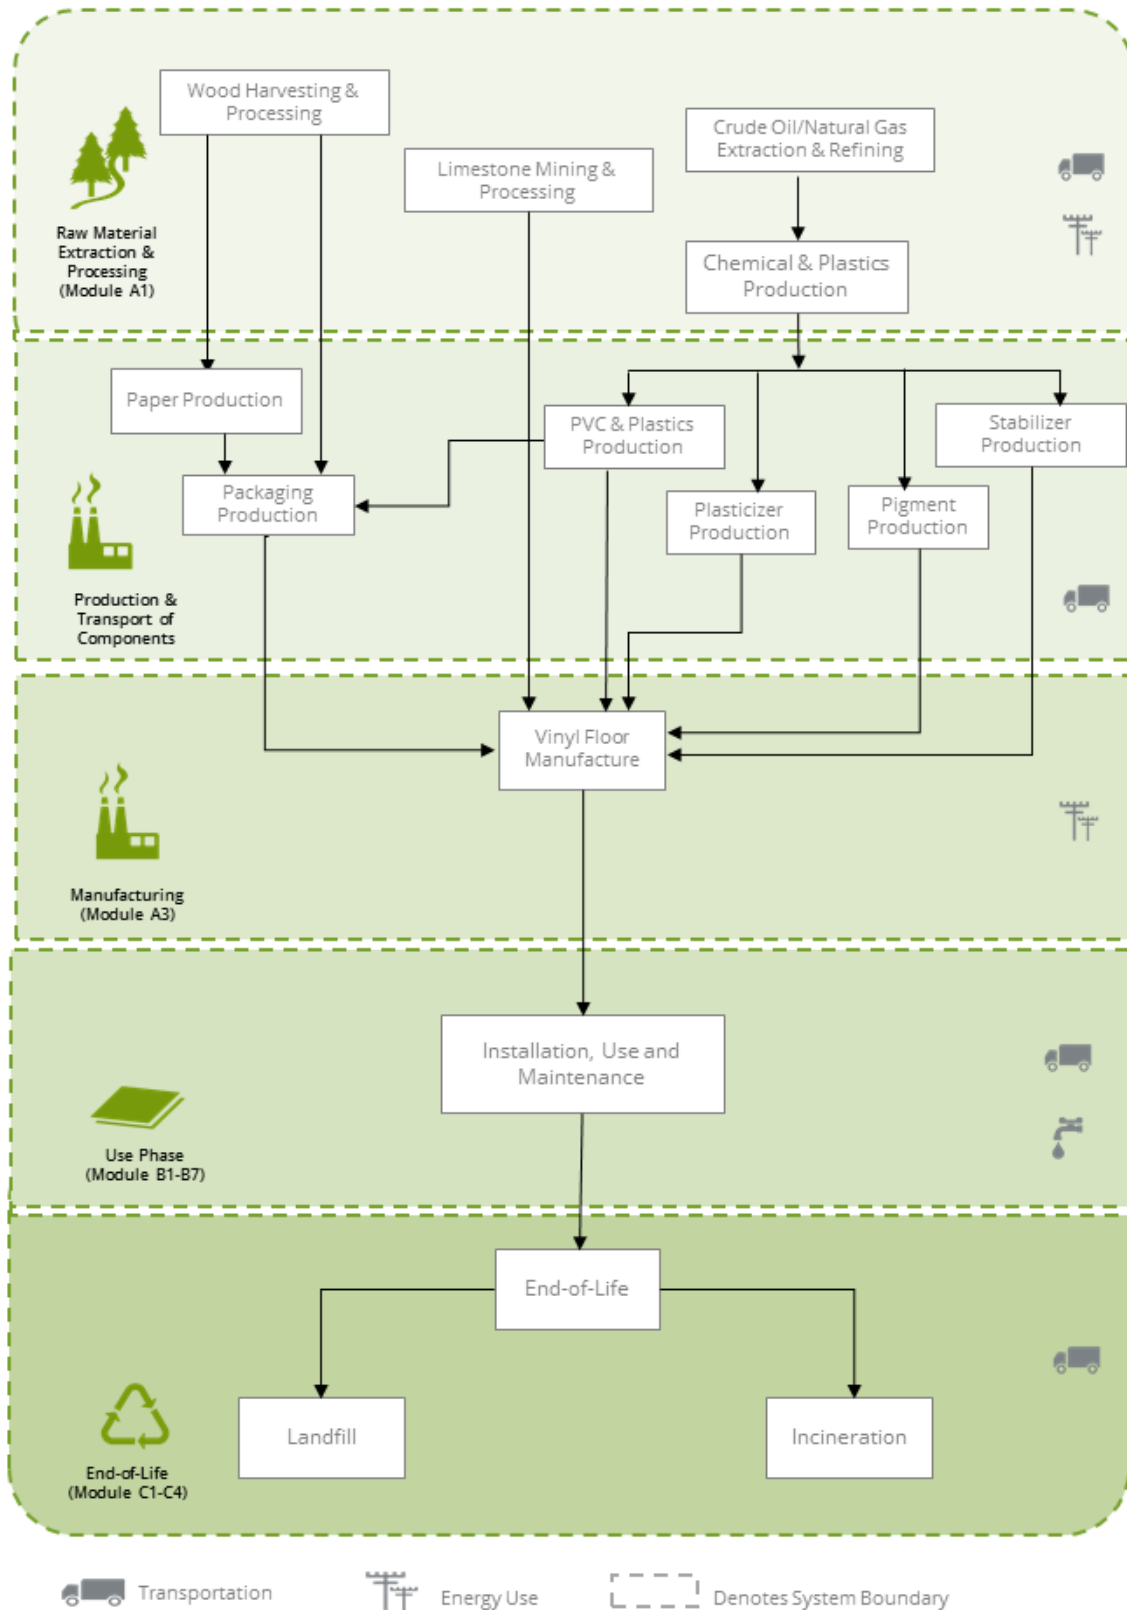 Wood Harvesting &
Processing
Crude Oil/Natural Gas
Extraction & Refining
Limestone Mining &
Processing
Raw Material
Extraction &
Processing
(Module A1)
Chemical & Plastics
Production
Paper Production
PVC & Plastics
Production
Stabilizer
Production
Packaging
Production
Plasticizer
Production
Pigment
Production
Production &
Transport of
Components
Vinyl Floor
Manufacture
Manufacturing
(Module A3)
Installation, Use and
Maintenance
Use Phase
(Module B1-B7)
End-of-Life
Landfill
Incineration
End-of-Life
(Module C1-C4)
Transportation
Energy Use
Denotes System Boundary